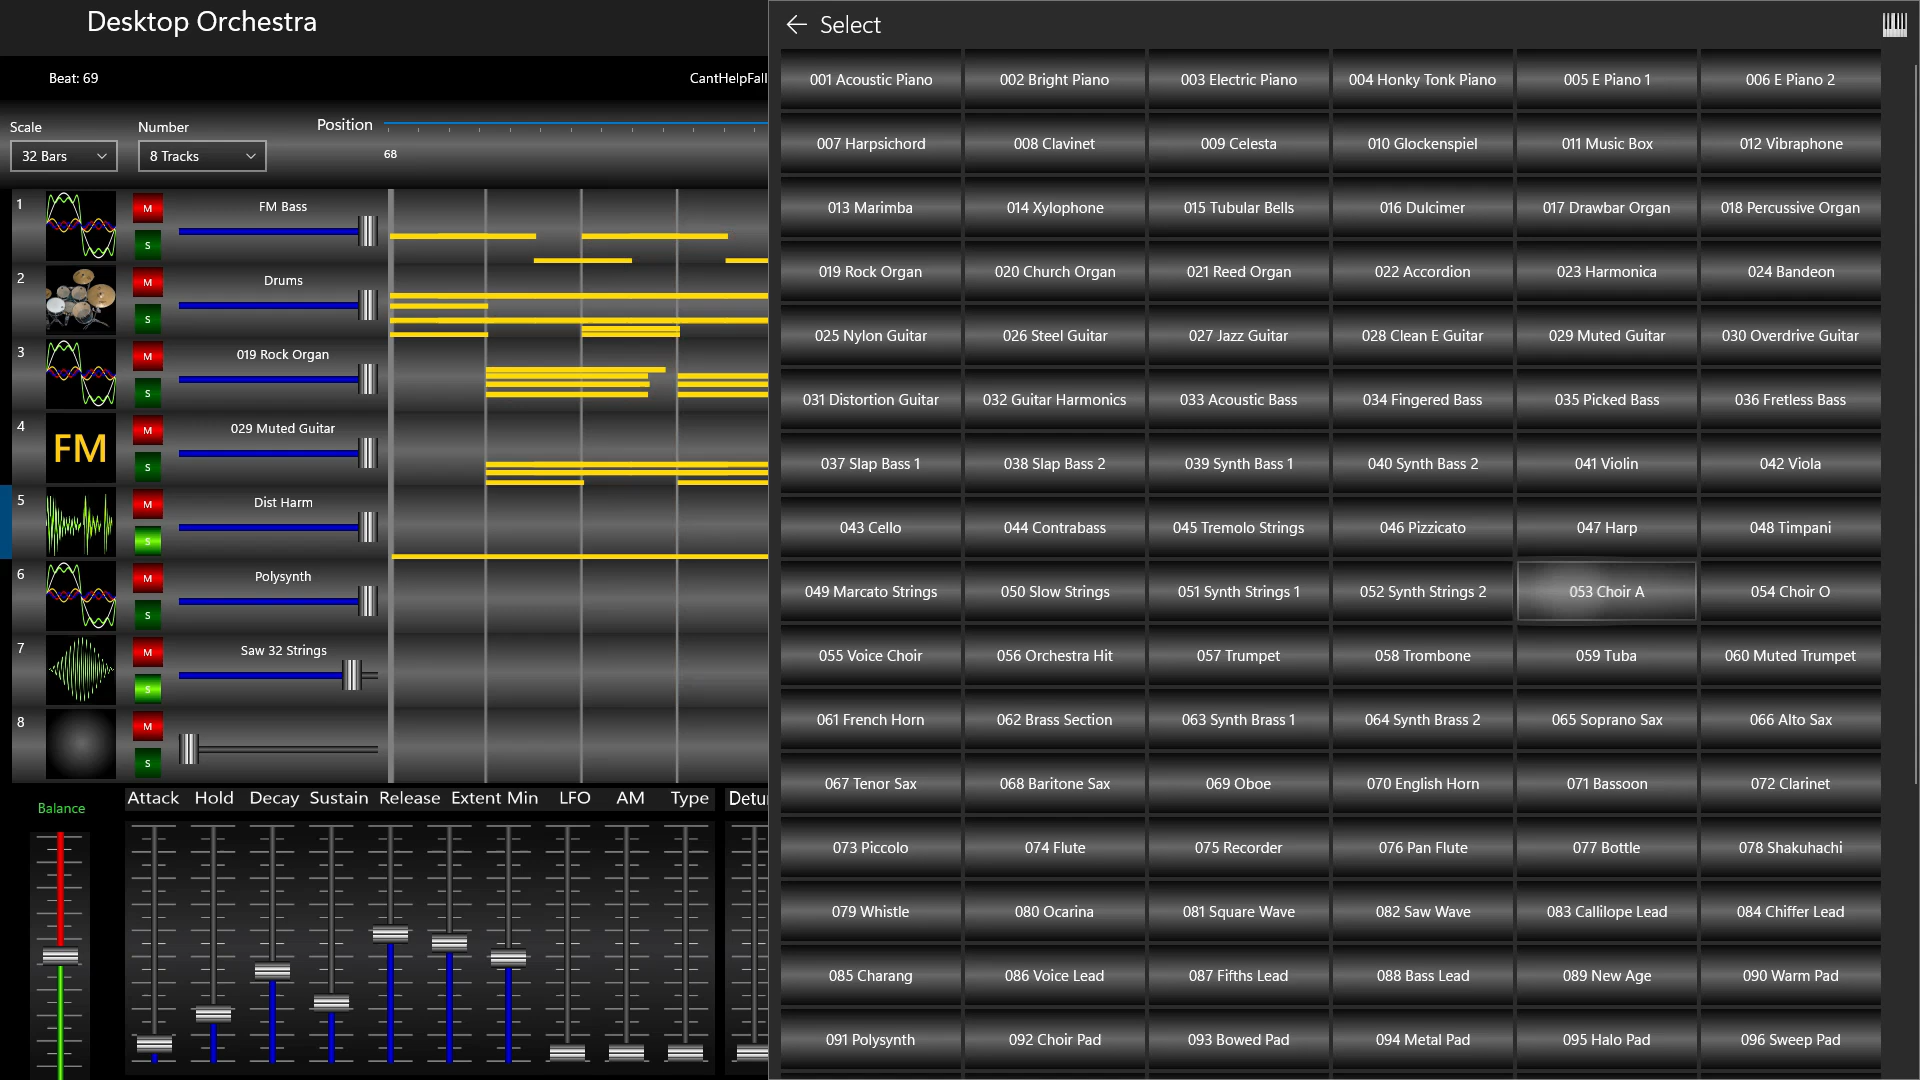 Desktop Orchestra
Beat: 69
CantHelpFall
Scale
Number
Position
32 Bars
8 Tracks
68
1
M
S
FM Bass
2
M
S
Drums
3
M
S
019 Rock Organ
4
FM
M
S
029 Muted Guitar
5
M
S
Dist Harm
6
M
S
Polysynth
7
M
S
Saw 32 Strings
8
M
S
Balance
Attack Hold Decay Sustain Release Extent Min LFO AM Type Detu
Select
001 Acoustic Piano 002 Bright Piano 003 Electric Piano 004 Honky Tonk Piano 005 E Piano 1 006 E Piano 2
007 Harpsichord 008 Clavinet 009 Celesta 010 Glockenspiel 011 Music Box 012 Vibraphone
013 Marimba 014 Xylophone 015 Tubular Bells 016 Dulcimer 017 Drawbar Organ 018 Percussive Organ
019 Rock Organ 020 Church Organ 021 Reed Organ 022 Accordion 023 Harmonica 024 Bandeon
025 Nylon Guitar 026 Steel Guitar 027 Jazz Guitar 028 Clean E Guitar 029 Muted Guitar 030 Overdrive Guitar
031 Distortion Guitar 032 Guitar Harmonics 033 Acoustic Bass 034 Fingered Bass 035 Picked Bass 036 Fretless Bass
037 Slap Bass 1 038 Slap Bass 2 039 Synth Bass 1 040 Synth Bass 2 041 Violin 042 Viola
043 Cello 044 Contrabass 045 Tremolo Strings 046 Pizzicato 047 Harp 048 Timpani
049 Marcato Strings 050 Slow Strings 051 Synth Strings 1 052 Synth Strings 2 053 Choir A 054 Choir O
055 Voice Choir 056 Orchestra Hit 057 Trumpet 058 Trombone 059 Tuba 060 Muted Trumpet
061 French Horn 062 Brass Section 063 Synth Brass 1 064 Synth Brass 2 065 Soprano Sax 066 Alto Sax
067 Tenor Sax 068 Baritone Sax 069 Oboe 070 English Horn 071 Bassoon 072 Clarinet
073 Piccolo 074 Flute 075 Recorder 076 Pan Flute 077 Bottle 078 Shakuhachi
079 Whistle 080 Ocarina 081 Square Wave 082 Saw Wave 083 Callilope Lead 084 Chiffer Lead
085 Charang 086 Voice Lead 087 Fifths Lead 088 Bass Lead 089 New Age 090 Warm Pad
091 Polysynth 092 Choir Pad 093 Bowed Pad 094 Metal Pad 095 Halo Pad 096 Sweep Pad